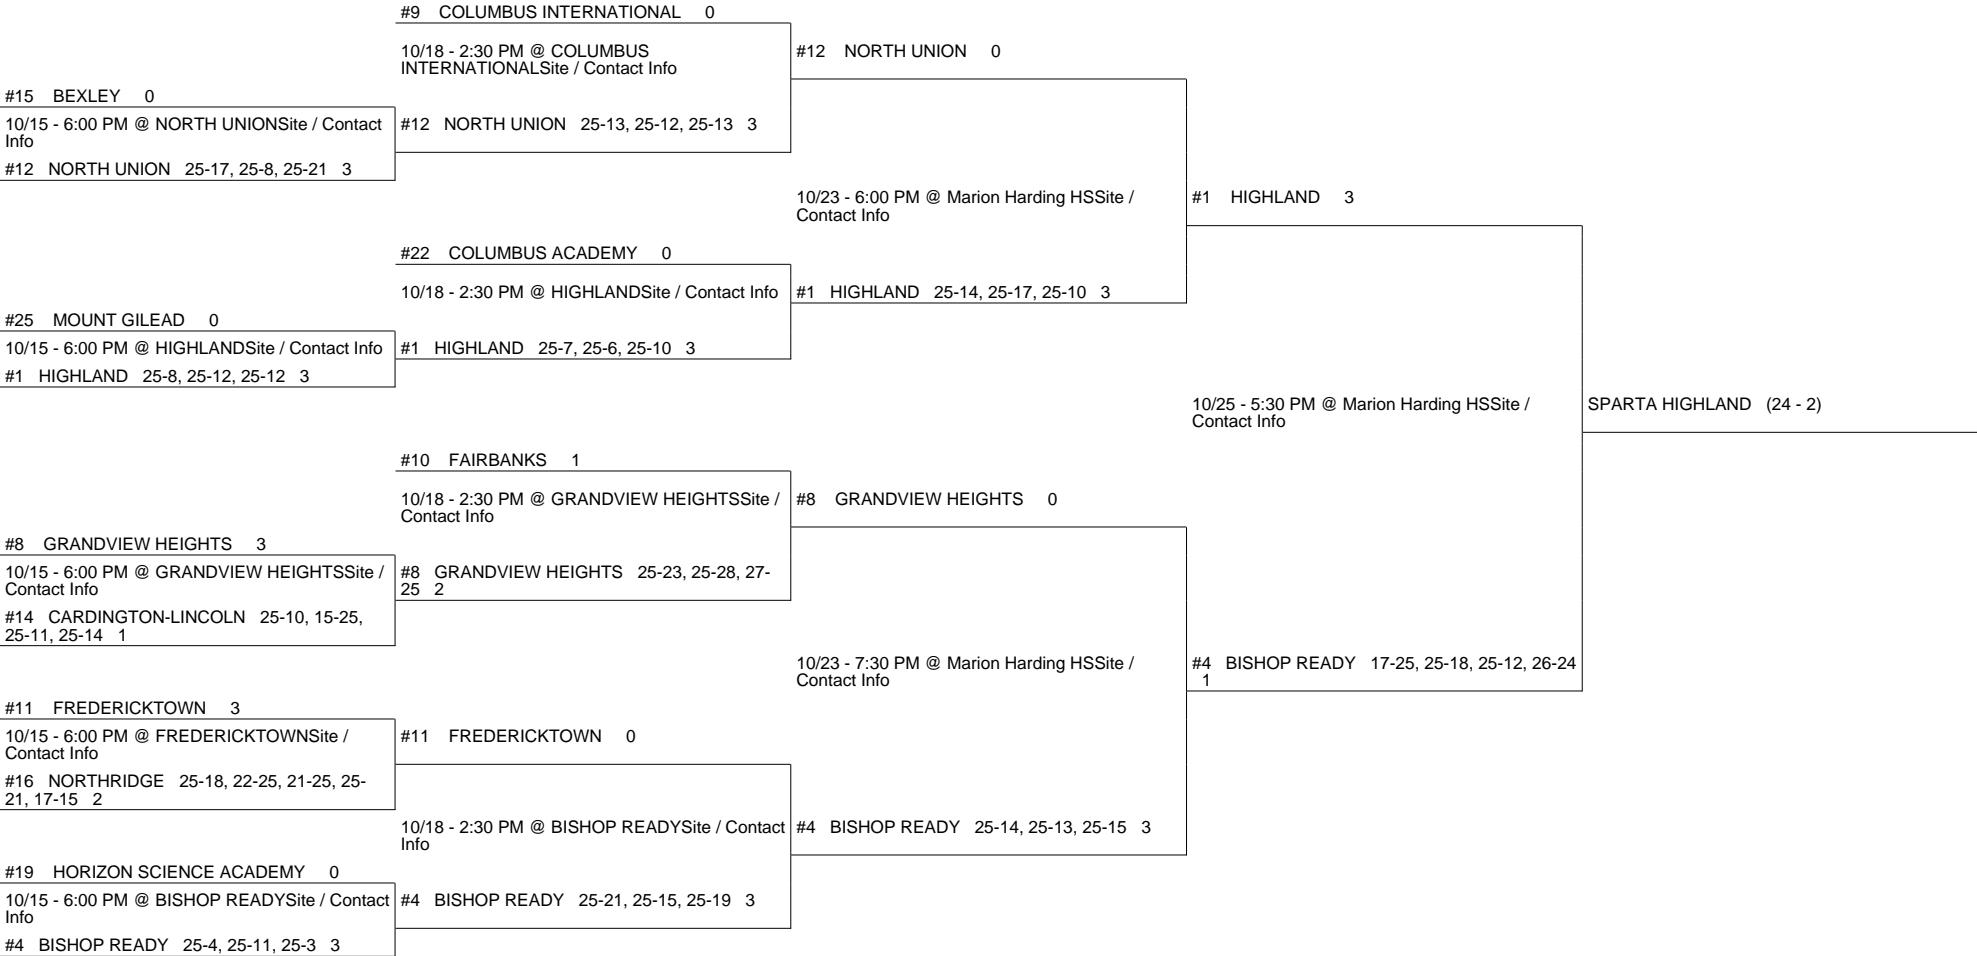 #9 COLUMBUS INTERNATIONAL 0
10/18 - 2:30 PM @ COLUMBUS
INTERNATIONALSite / Contact Info
#12 NORTH UNION 0
#15 BEXLEY 0
10/15 - 6:00 PM @ NORTH UNIONSite / Contact
Info
#12 NORTH UNION 25-17, 25-8, 25-21 3
#12 NORTH UNION 25-13, 25-12, 25-13 3
10/23 - 6:00 PM @ Marion Harding HSSite /
Contact Info
#1 HIGHLAND 3
#22 COLUMBUS ACADEMY 0
10/18 - 2:30 PM @ HIGHLANDSite / Contact Info
#1 HIGHLAND 25-14, 25-17, 25-10 3
#25 MOUNT GILEAD 0
10/15 - 6:00 PM @ HIGHLANDSite / Contact Info
#1 HIGHLAND 25-8, 25-12, 25-12 3
#1 HIGHLAND 25-7, 25-6, 25-10 3
10/25 - 5:30 PM @ Marion Harding HSSite /
Contact Info
SPARTA HIGHLAND (24 - 2)
#10 FAIRBANKS 1
10/18 - 2:30 PM @ GRANDVIEW HEIGHTSSite /
Contact Info
#8 GRANDVIEW HEIGHTS 0
#8 GRANDVIEW HEIGHTS 3
10/15 - 6:00 PM @ GRANDVIEW HEIGHTSSite /
Contact Info
#14 CARDINGTON-LINCOLN 25-10, 15-25,
25-11, 25-14 1
#8 GRANDVIEW HEIGHTS 25-23, 25-28, 27-
25 2
10/23 - 7:30 PM @ Marion Harding HSSite /
Contact Info
#4 BISHOP READY 17-25, 25-18, 25-12, 26-24
1
#11 FREDERICKTOWN 3
10/15 - 6:00 PM @ FREDERICKTOWNSite /
Contact Info
#16 NORTHRIDGE 25-18, 22-25, 21-25, 25-
21, 17-15 2
#11 FREDERICKTOWN 0
10/18 - 2:30 PM @ BISHOP READYSite / Contact
Info
#4 BISHOP READY 25-14, 25-13, 25-15 3
#19 HORIZON SCIENCE ACADEMY 0
10/15 - 6:00 PM @ BISHOP READYSite / Contact
Info
#4 BISHOP READY 25-4, 25-11, 25-3 3
#4 BISHOP READY 25-21, 25-15, 25-19 3